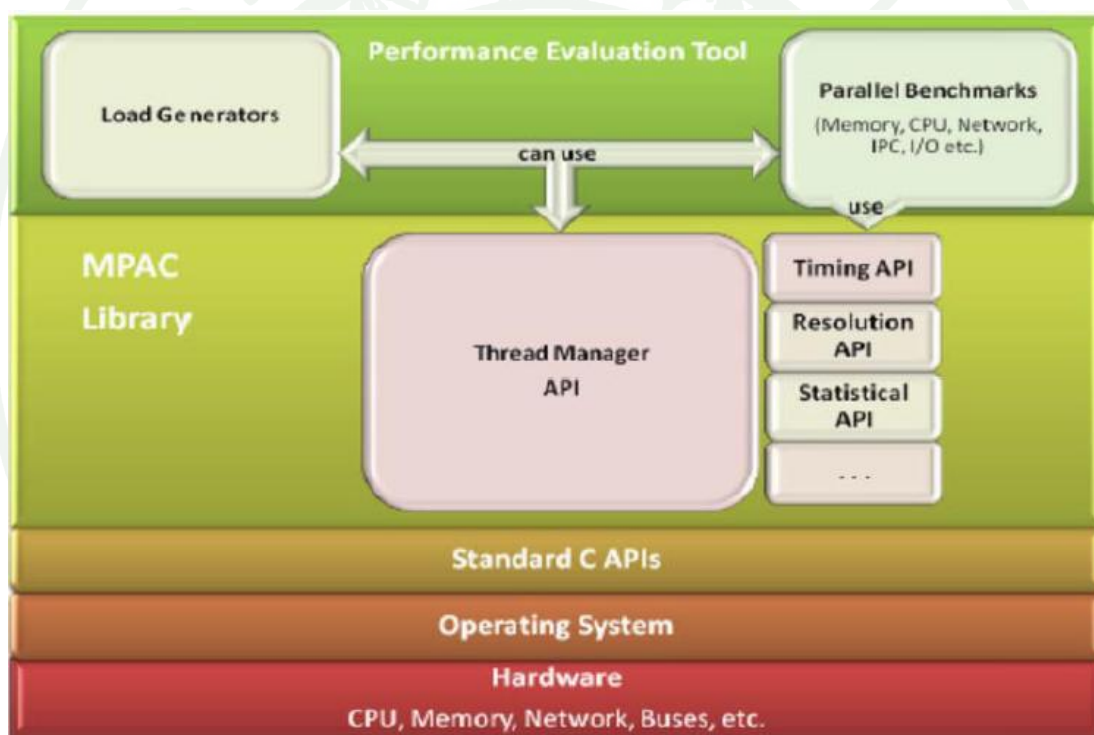 Performance Evaluation Tool
Load Generators
Parallel Benchmarks
(Memory, CPU, Network,
IPC, I/O etc.)
can use
use
MPAC
Library
Thread Manager
API
Timing API
Resolution
API
Statistical
API
...
Standard C APIs
Operating System
Hardware
CPU, Memory, Network, Buses, etc.